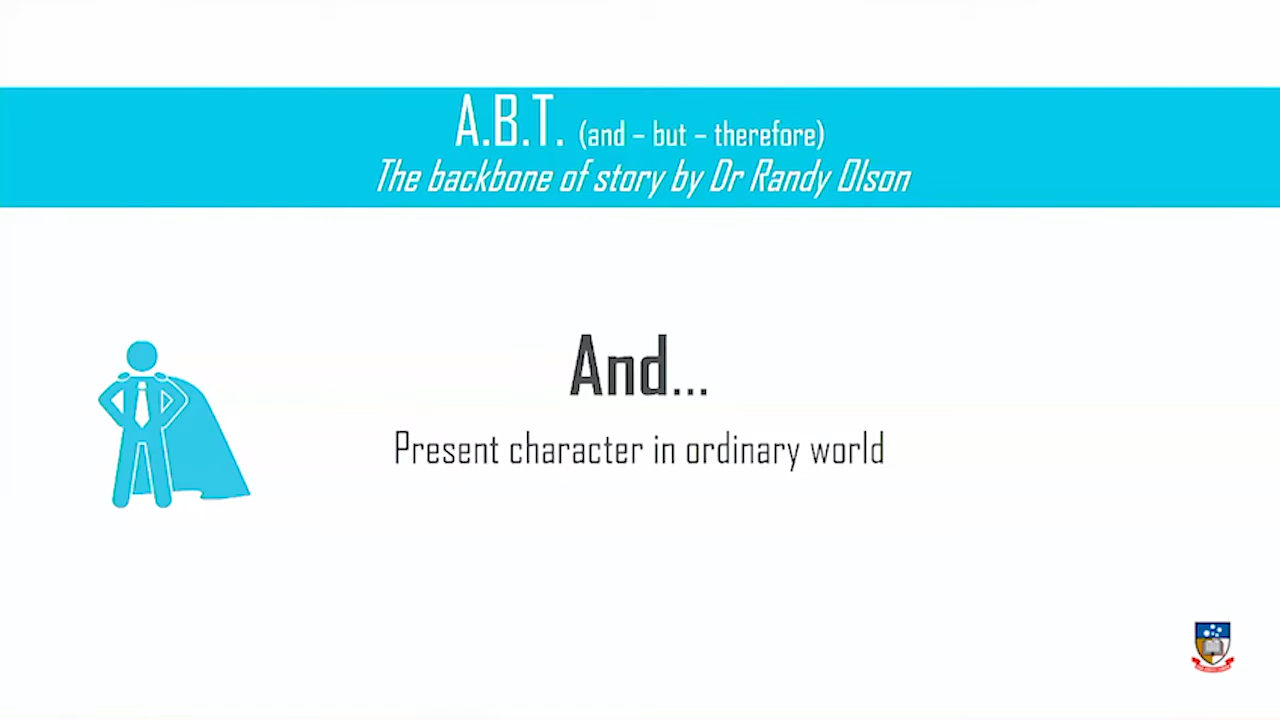 A.B.T. (and – but – therefore)
The backbone of story by Dr Randy Olson
And...
Present character in ordinary world